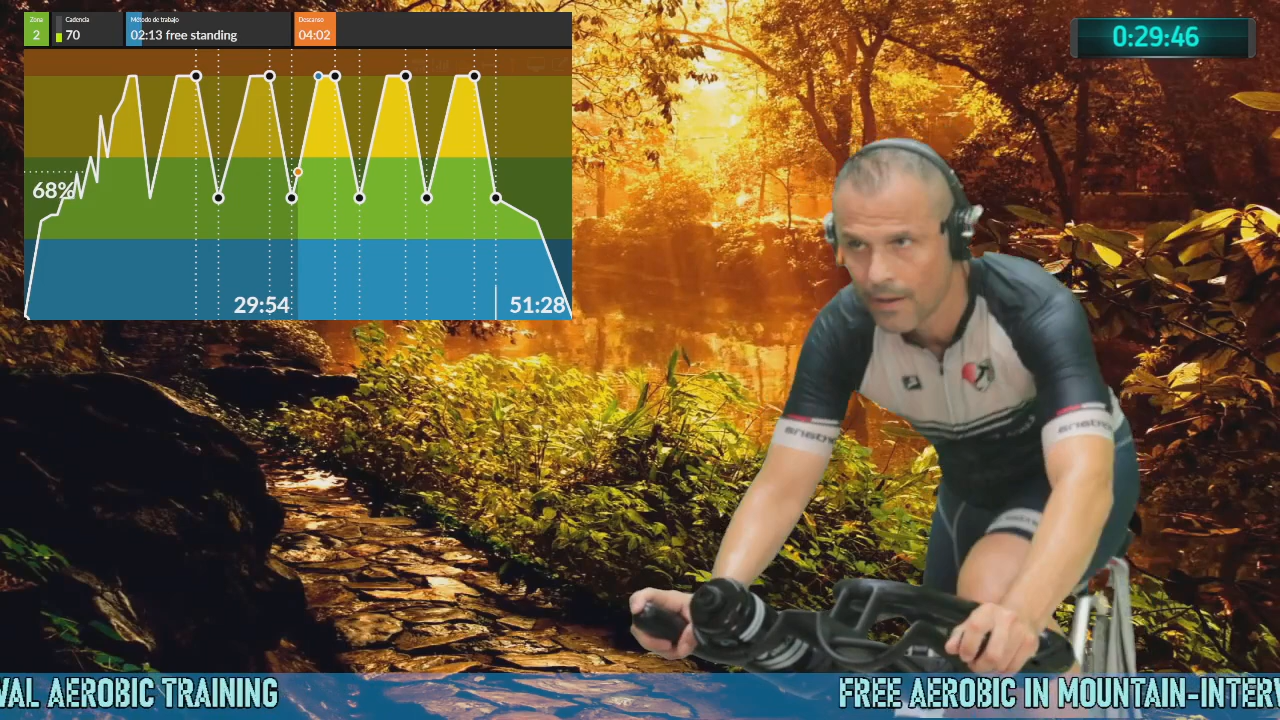 Zona
2
Cadencia
70
Método de trabajo
02:13 free standing
Descanso
04:02
0:29:46
68%
29:54
51:28
VAL AEROBIC TRAINING
FREE AEROBIC IN MOUNTAIN-INTERV